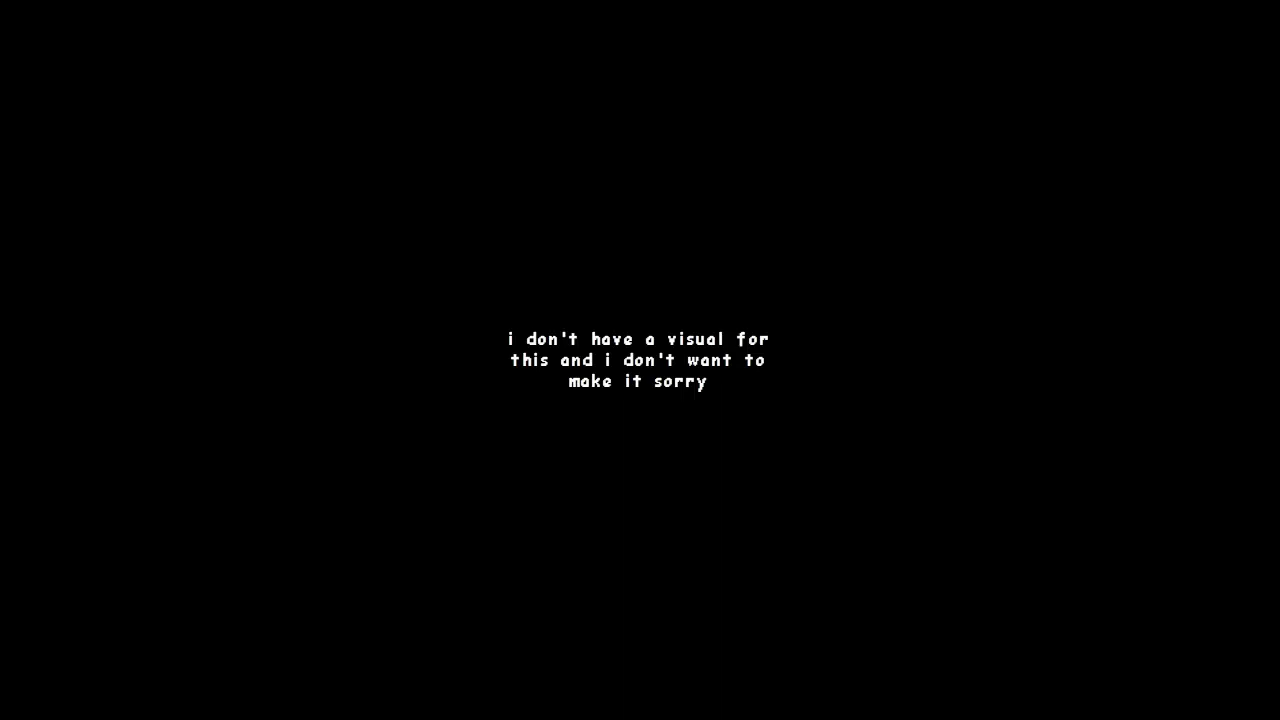 i don't have a visual for
this and i don't want to
make it sorry